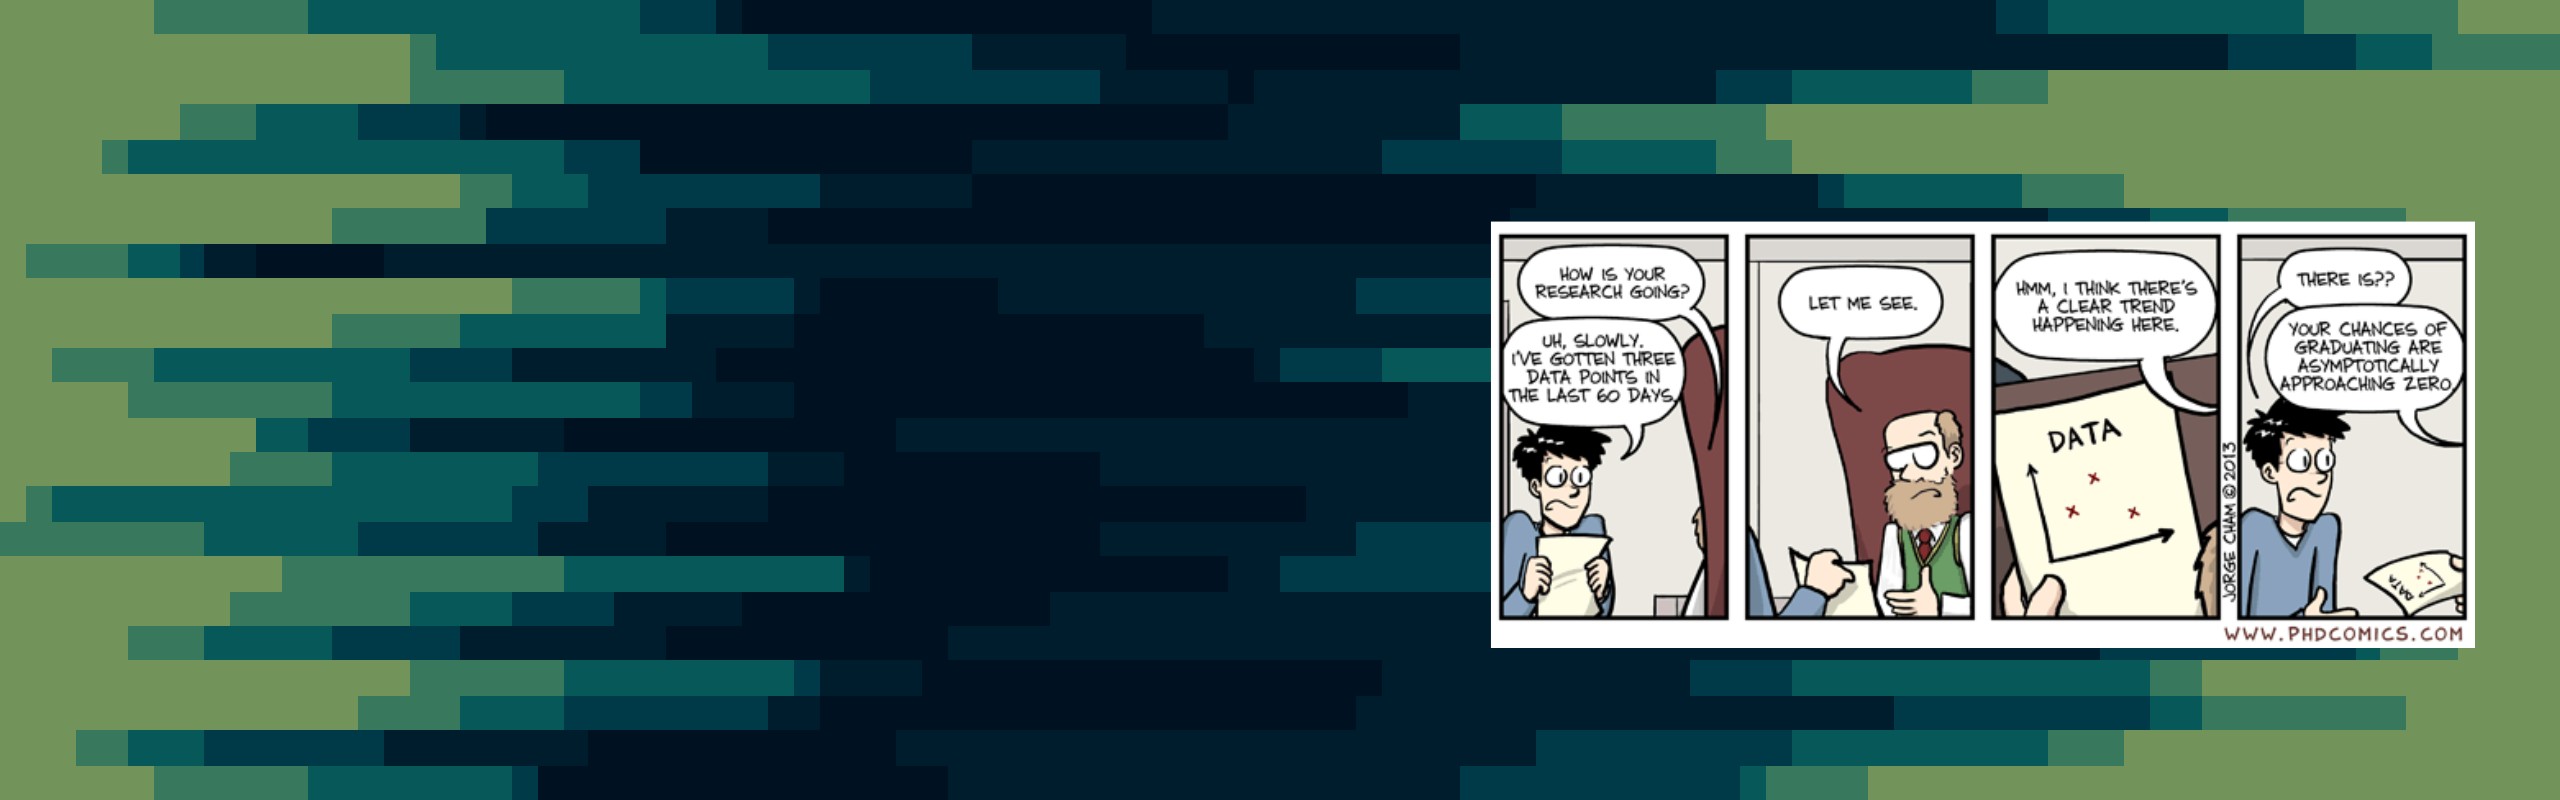 HOW IS YOUR
RESEARCH GOING?
UH, SLOWLY.
I'VE GOTTEN THREE
DATA POINTS IN
THE LAST 60 DAYS.
LET ME SEE.
HMM, I THINK THERE'S
A CLEAR TREND
HAPPENING HERE.
DATA
JORGE CHAM © 2013
THERE IS??
YOUR CHANCES OF
GRADUATING ARE
ASYMPTOTICALLY
APPROACHING ZERO.
DATA
WWW.PHDCOMICS.COM